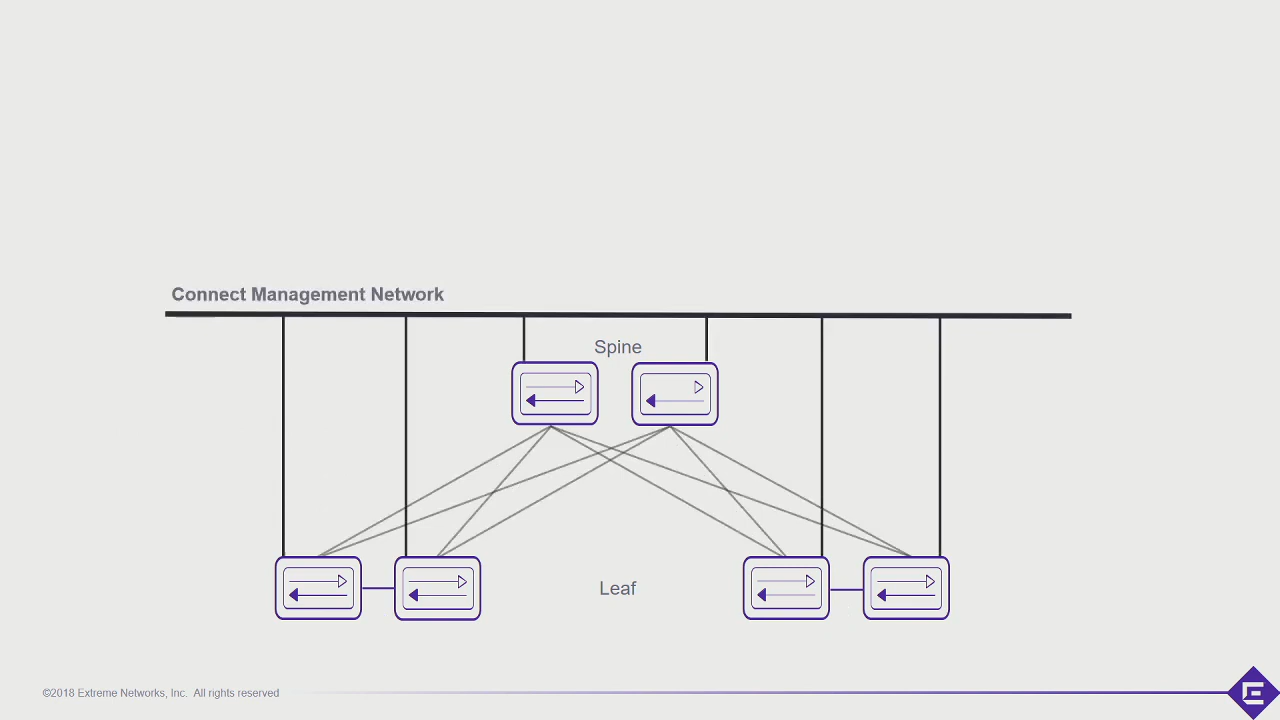 Connect Management Network
Spine
Leaf
©2018 Extreme Networks, Inc. All rights reserved